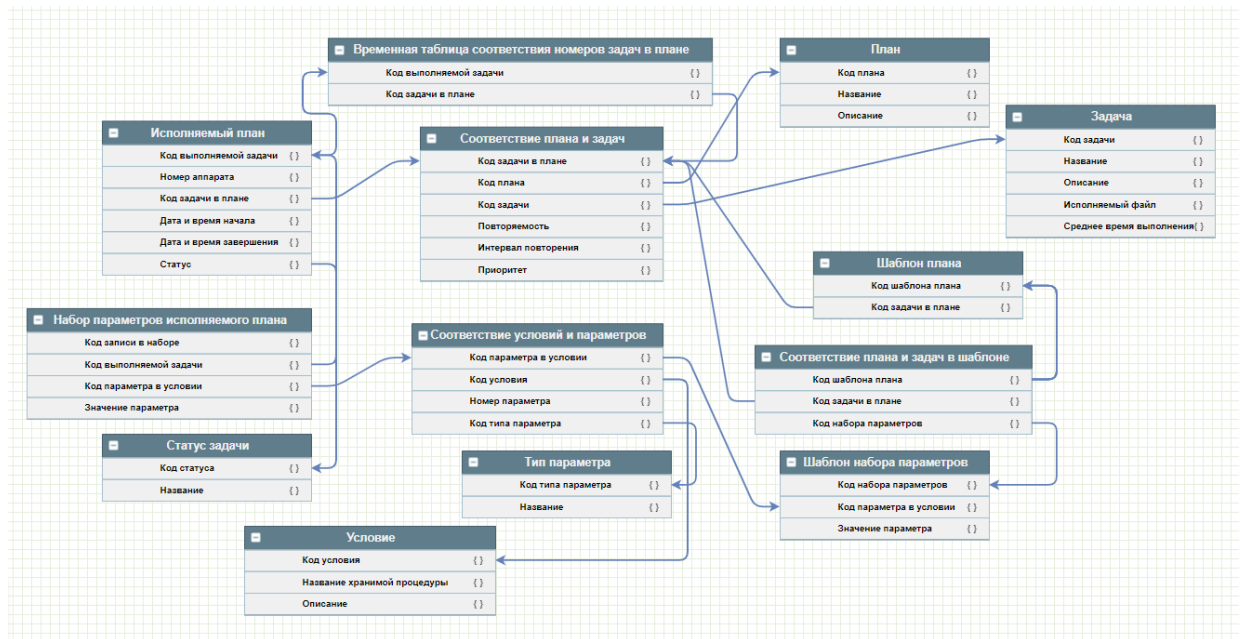 Временная таблица соответствия номеров задач в плане
Код выполняемой задачи { }
Код задачи в плане { }
План
Код плана { }
Название { }
Описание { }
Задача
Код задачи { }
Название { }
Описание { }
Исполняемый файл { }
Среднее время выполнения{ }
Исполняемый план
Код выполняемой задачи { }
Номер аппарата { }
Код задачи в плане { }
Дата и время начала { }
Дата и время завершения { }
Статус { }
Соответствие плана и задач
Код задачи в плане { }
Код плана { }
Код задачи { }
Повторяемость { }
Интервал повторения { }
Приоритет { }
Шаблон плана
Код шаблона плана { }
Код задачи в плане { }
Набор параметров исполняемого плана
Код записи в наборе { }
Код выполняемой задачи { }
Код параметра в условии { }
Значение параметра { }
Соответствие условий и параметров
Код параметра в условии { }
Код условия { }
Номер параметра { }
Код типа параметра { }
Соответствие плана и задач в шаблоне
Код шаблона плана { }
Код задачи в плане { }
Код набора параметров { }
Статус задачи
Код статуса { }
Название { }
Тип параметра
Код типа параметра { }
Название { }
Шаблон набора параметров
Код набора параметров { }
Код параметра в условии { }
Значение параметра { }
Условие
Код условия { }
Название хранимой процедуры { }
Описание { }